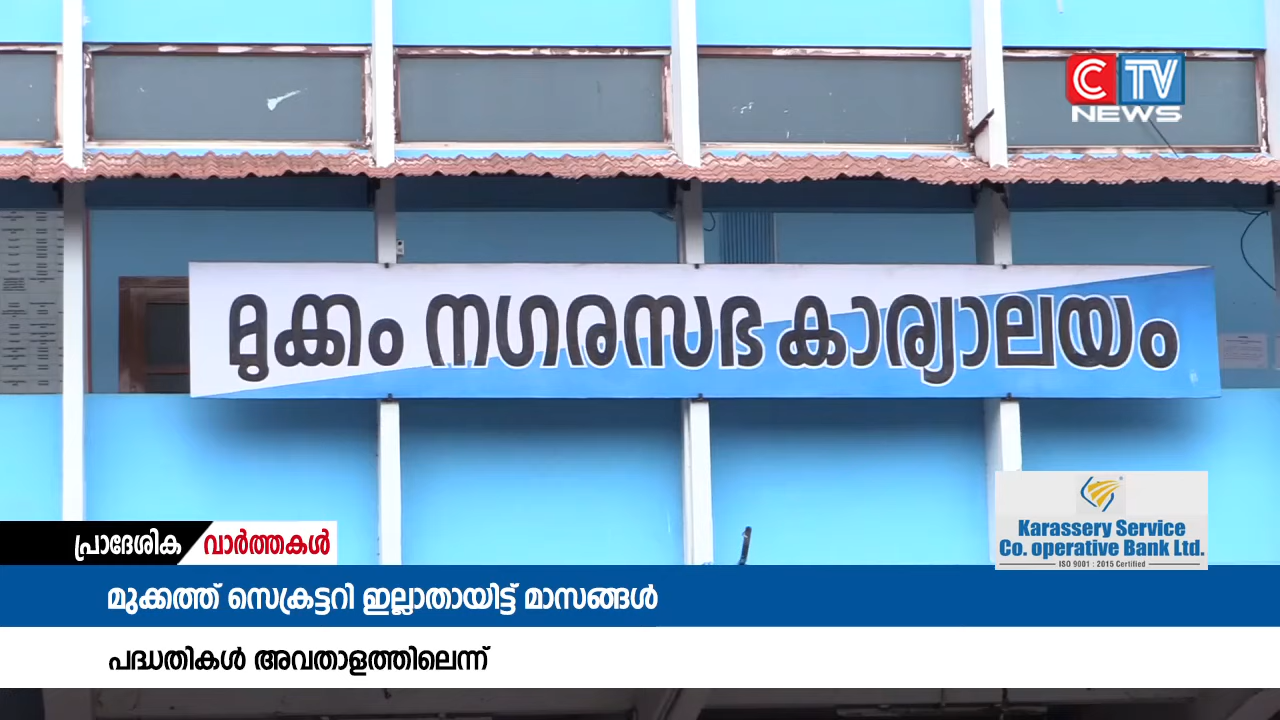 CTV
NEWS
മുക്കം നഗരസഭ കാര്യാലയം
Karassery Service
Co. operative Bank Ltd.
ISO 9001 : 2015 Certified
പ്രാദേശിക വാർത്തകൾ
മുക്കത്ത് സെക്രട്ടറി ഇല്ലാതായിട്ട് മാസങ്ങൾ
പദ്ധതികൾ അവതാളത്തിലെന്ന്